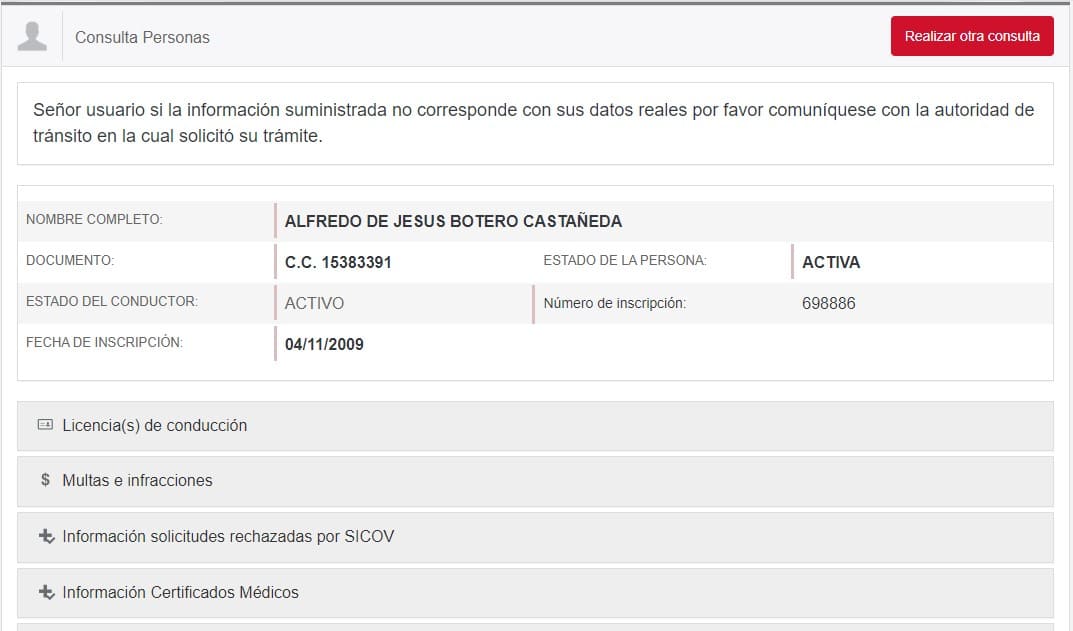 Consulta Personas
Realizar otra consulta
Señor usuario si la información suministrada no corresponde con sus datos reales por favor comuníquese con la autoridad de
tránsito en la cual solicitó su trámite.
NOMBRE COMPLETO: ALFREDO DE JESUS BOTERO CASTAÑEDA
DOCUMENTO: C.C. 15383391 ESTADO DE LA PERSONA: ACTIVA
ESTADO DEL CONDUCTOR: ACTIVO Número de inscripción: 698886
FECHA DE INSCRIPCIÓN: 04/11/2009
Licencia(s) de conducción
$ Multas e infracciones
Información solicitudes rechazadas por SICOV
Información Certificados Médicos